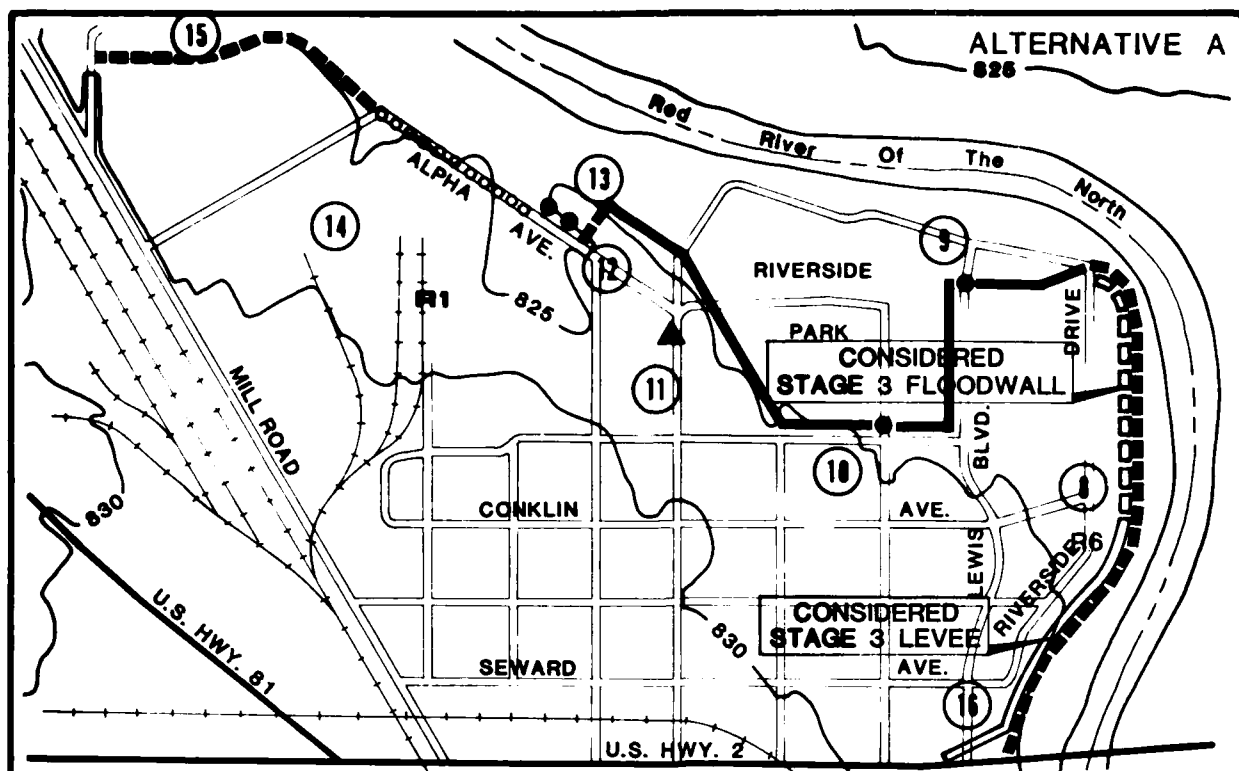 ALTERNATIVE A
825
15
Red River Of The North
13
ALPHA AVE.
14
12
9
RIVERSIDE
PARK
DRIVE
R1
825
CONSIDERED
STAGE 3 FLOODWALL
MILL ROAD
11
BLVD.
10
8
830
CONKLIN AVE.
R6
LEWIS
RIVERSIDE
CONSIDERED
STAGE 3 LEVEE
U.S. HWY. 81
830
SEWARD AVE.
16
U.S. HWY. 2